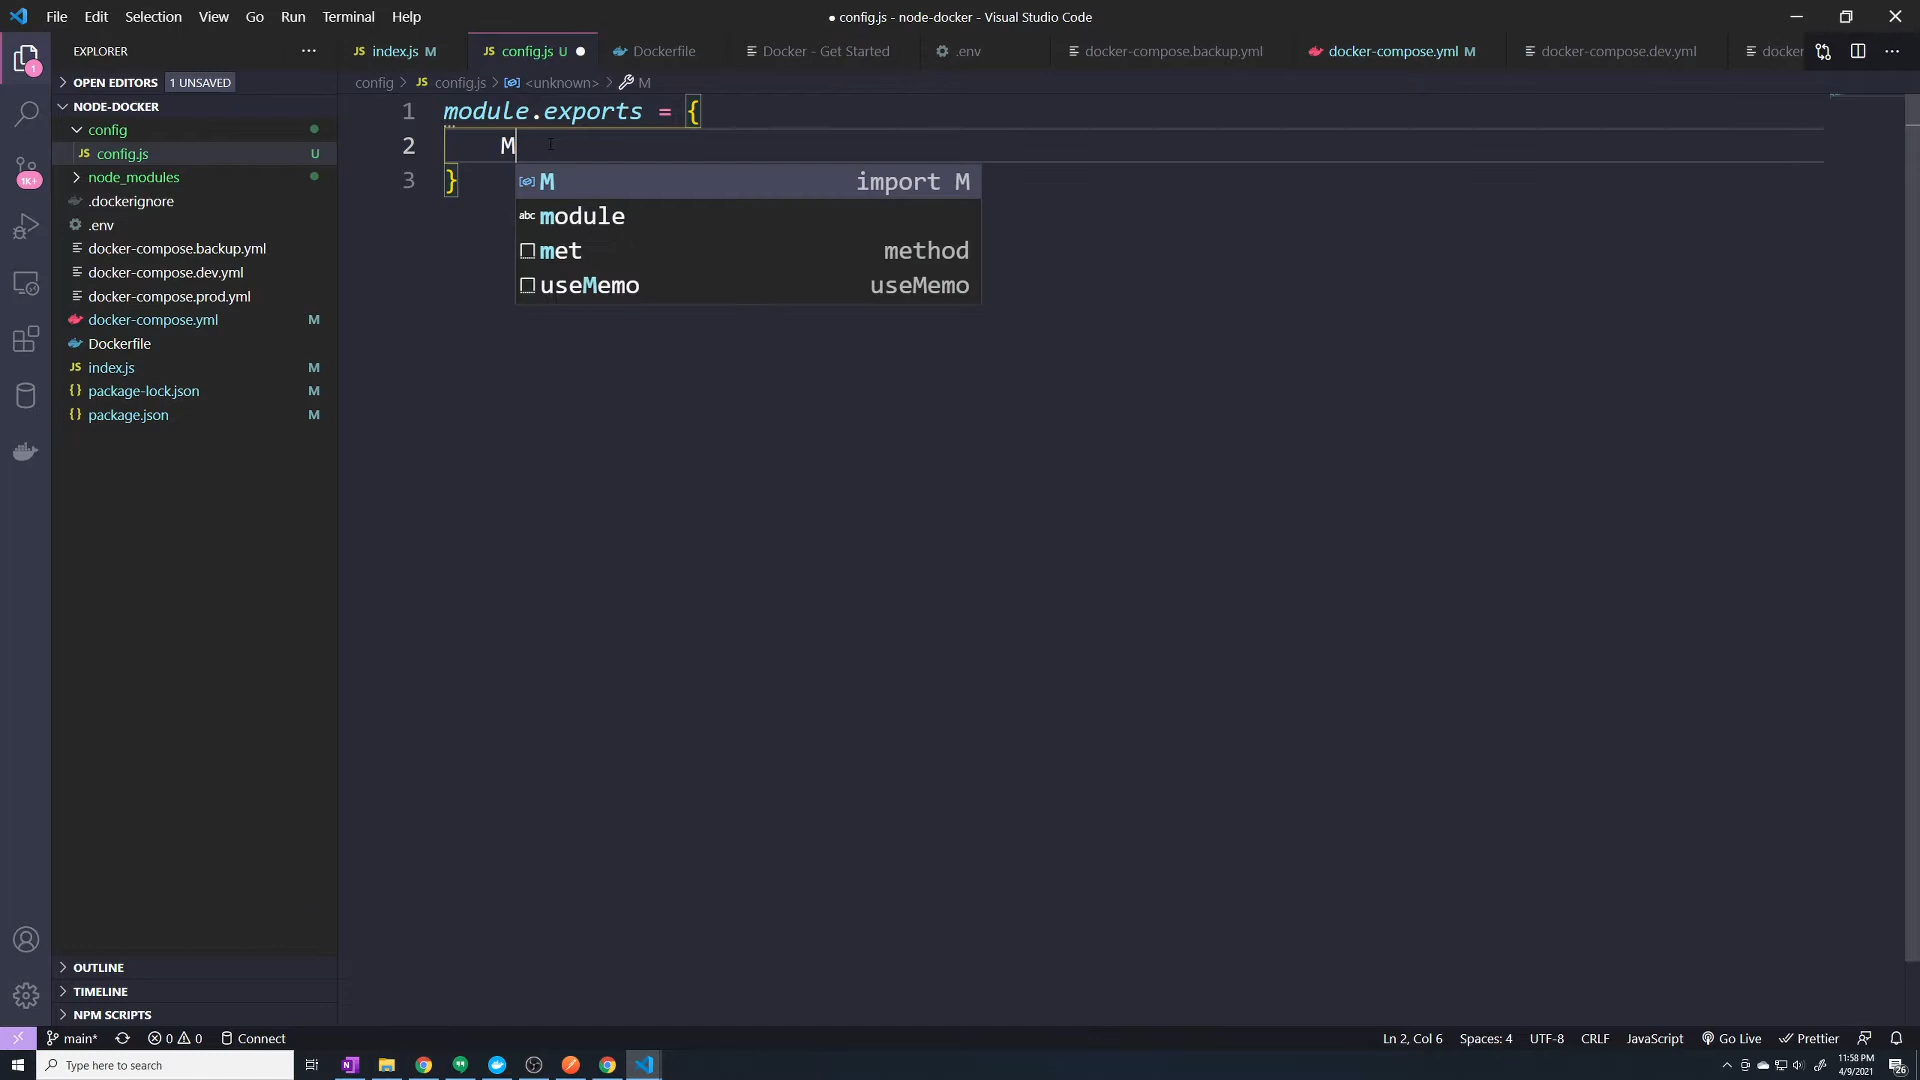 File Edit Selection View Go Run Terminal Help
● config.js - node-docker - Visual Studio Code
EXPLORER
JS index.js M
JS config.js U ●
Dockerfile
Docker - Get Started
.env
docker-compose.backup.yml
docker-compose.yml M
docker-compose.dev.yml
docker
OPEN EDITORS 1 UNSAVED
config > JS config.js > <unknown> > M
NODE-DOCKER
config
JS config.js U
node_modules
.dockerignore
.env
docker-compose.backup.yml
docker-compose.dev.yml
docker-compose.prod.yml
docker-compose.yml M
Dockerfile
JS index.js M
{} package-lock.json M
{} package.json M
1 module.exports = {
2 M
3 }
M import M
abc module
met method
useMemo useMemo
1
1K+
OUTLINE
TIMELINE
NPM SCRIPTS
main* 0 0 Connect
Ln 2, Col 6 Spaces: 4 UTF-8 CRLF JavaScript Go Live Prettier
Type here to search
N
11:58 PM
4/9/2021
26